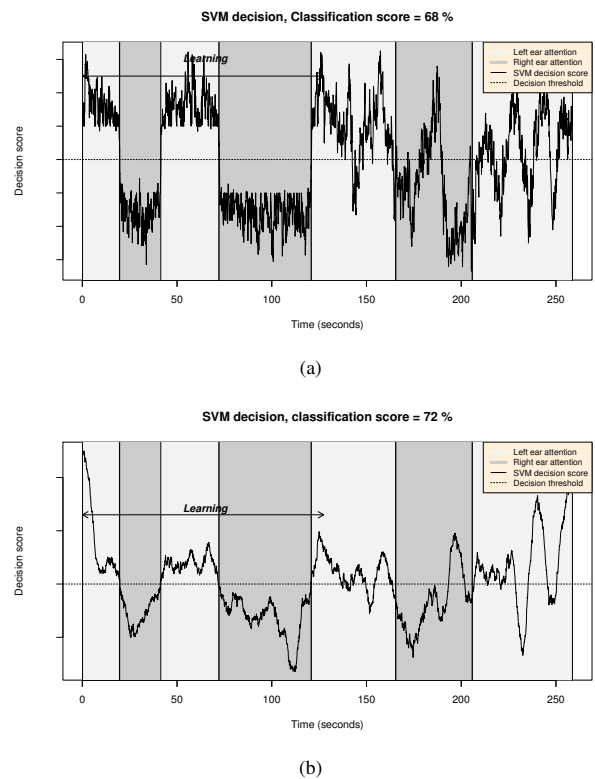 SVM decision, Classification score = 68 %
Learning
Left ear attention
Right ear attention
SVM decision score
Decision threshold
Decision score
0 50 100 150 200 250
Time (seconds)
(a)
SVM decision, classification score = 72 %
Left ear attention
Right ear attention
SVM decision score
Decision threshold
Learning
Decision score
0 50 100 150 200 250
Time (seconds)
(b)